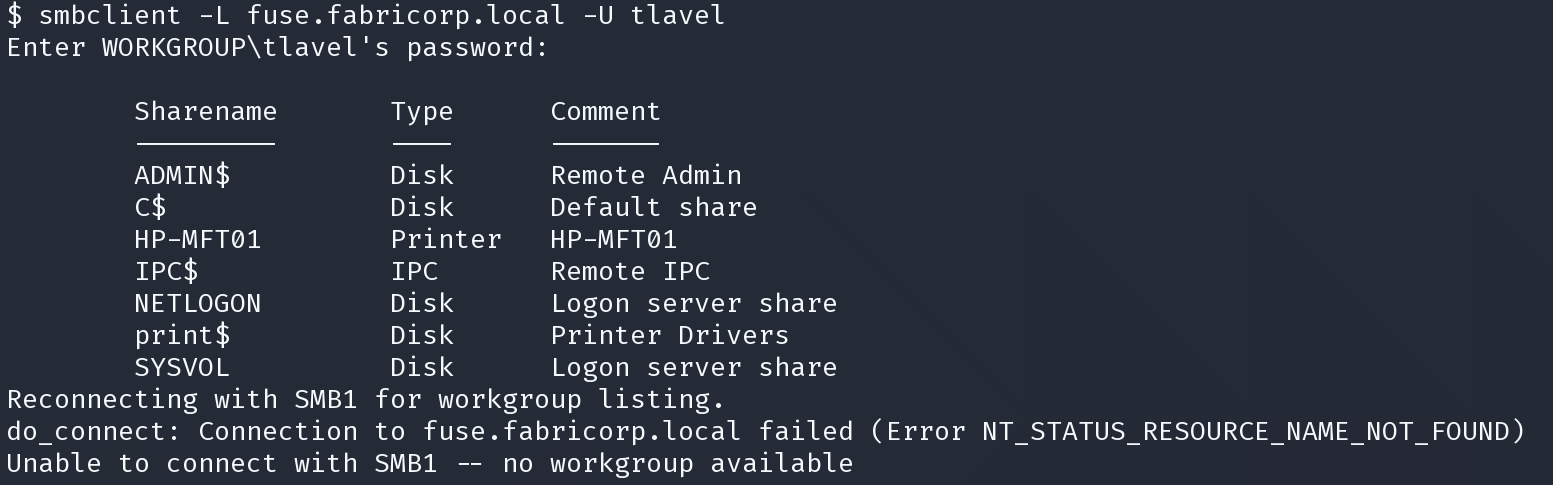 $ smbclient -L fuse.fabricorp.local -U tlavel
Enter WORKGROUP\tlavel's password:
Sharename Type Comment
ADMIN$ Disk Remote Admin
C$ Disk Default share
HP-MFT01 Printer HP-MFT01
IPC$ IPC Remote IPC
NETLOGON Disk Logon server share
print$ Disk Printer Drivers
SYSVOL Disk Logon server share
Reconnecting with SMB1 for workgroup listing.
do_connect: Connection to fuse.fabricorp.local failed (Error NT_STATUS_RESOURCE_NAME_NOT_FOUND)
Unable to connect with SMB1 -- no workgroup available